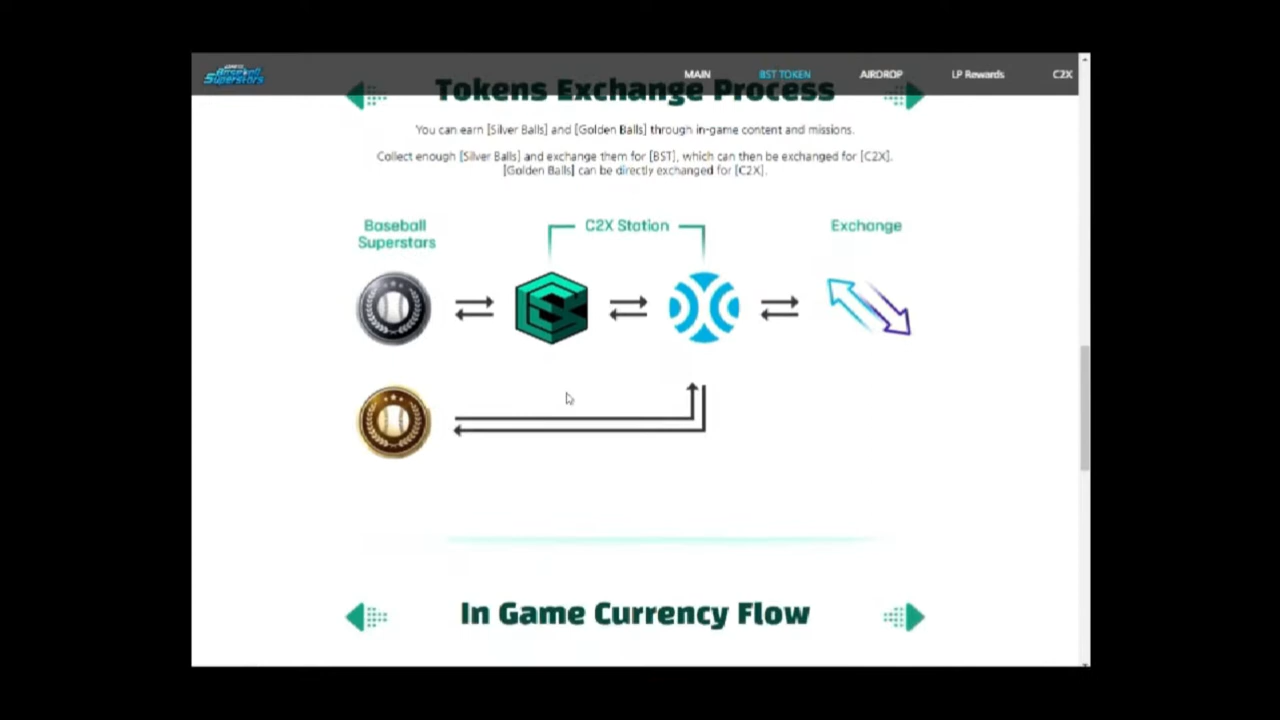 Baseball Superstars
MAIN
BST TOKEN
AIRDROP
LP Rewards
C2X
Tokens Exchange Process
You can earn [Silver Balls] and [Golden Balls] through in-game content and missions.
Collect enough [Silver Balls] and exchange them for [BST], which can then be exchanged for [C2X].
[Golden Balls] can be directly exchanged for [C2X].
Baseball
Superstars
C2X Station
Exchange
In Game Currency Flow